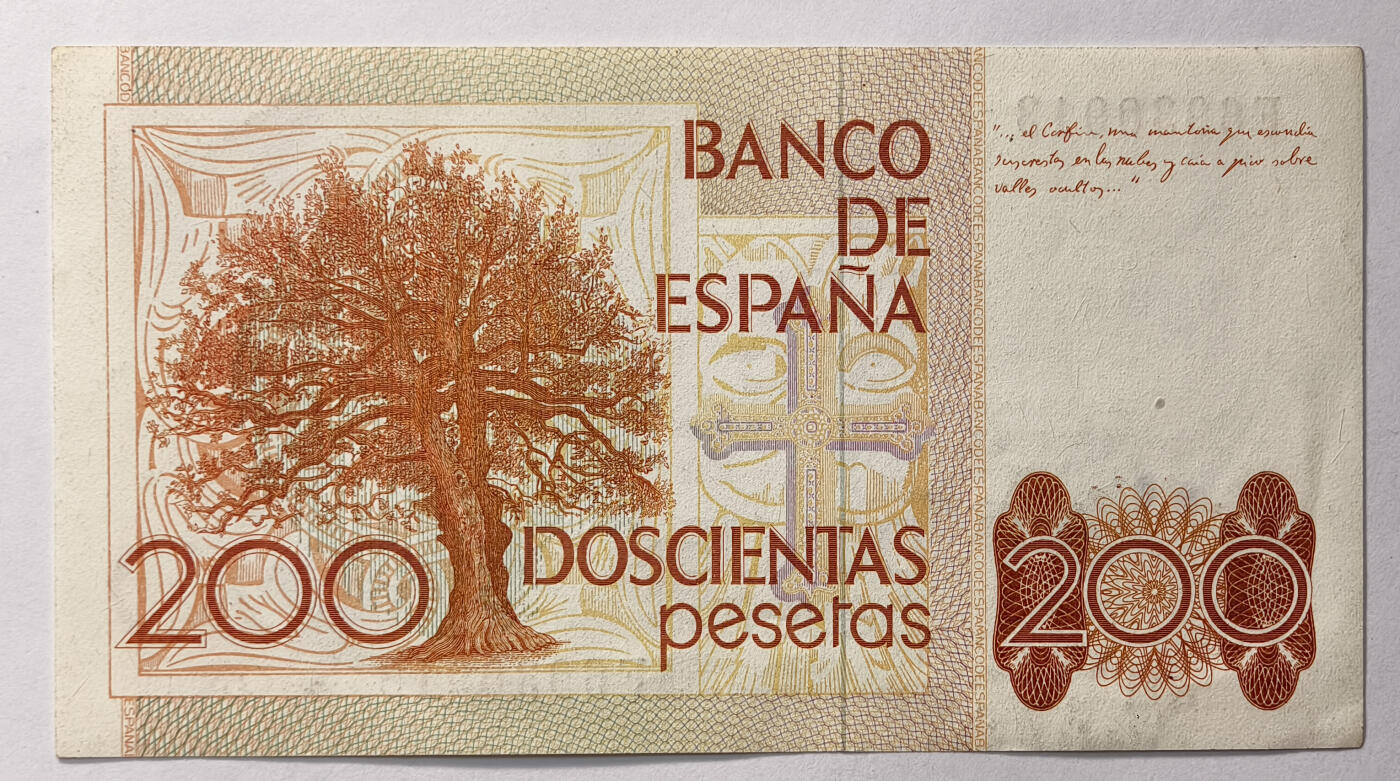 BANCO
DE
ESPAÑA
"... el Corfín, una montaña que escondía
sus crestas en las nubes y caía a pico sobre
valles ocultos..."
200
DOSCIENTAS
pesetas
200